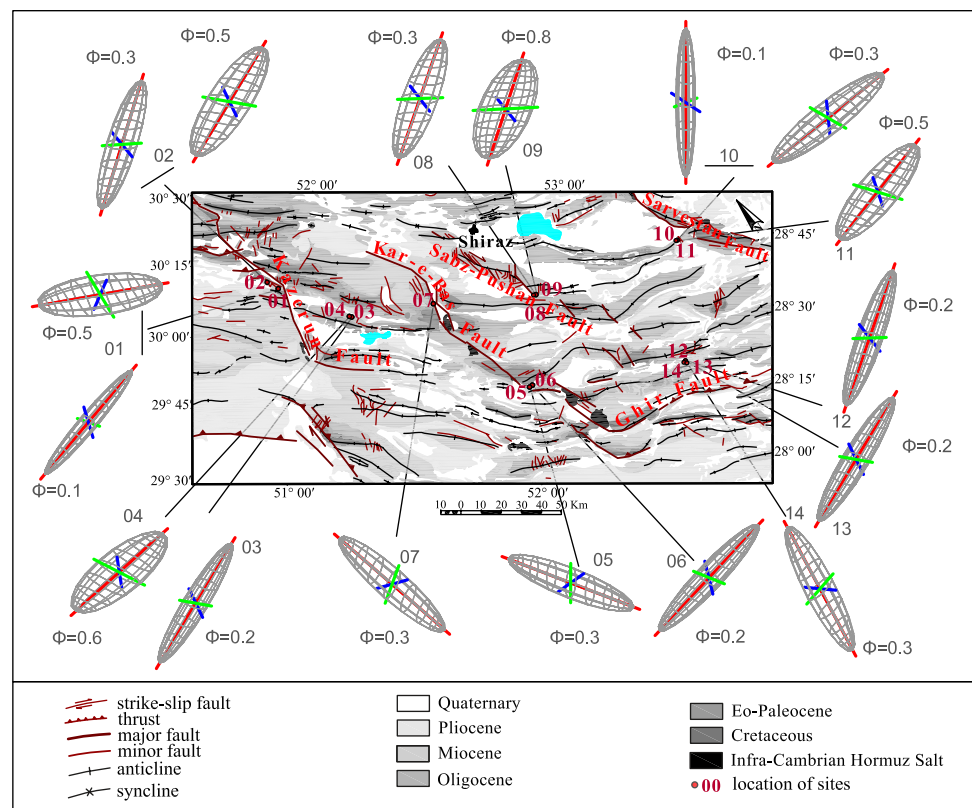 Φ=0.3
Φ=0.5
Φ=0.3
Φ=0.8
Φ=0.1
Φ=0.3
Φ=0.5
02
08
09
10
11
52° 00′
53° 00′
30° 30′
30° 15′
30° 00′
29° 45′
29° 30′
28° 45′
28° 30′
28° 15′
28° 00′
51° 00′
52° 00′
Shiraz
Sarvestan Fault
Kar-e-Bas Fault
Sabz-Pushan Fault
Kazerun Fault
Ghir Fault
10
11
02
01
04 03
07
09
08
12
14 13
06
05
Φ=0.5
01
Φ=0.1
Φ=0.2
12
Φ=0.2
13
10 0 10 20 30 40 50 Km
04
03
07
05
06
14
Φ=0.6
Φ=0.2
Φ=0.3
Φ=0.3
Φ=0.2
Φ=0.3
strike-slip fault
thrust
major fault
minor fault
anticline
syncline
Quaternary
Pliocene
Miocene
Oligocene
Eo-Paleocene
Cretaceous
Infra-Cambrian Hormuz Salt
00 location of sites